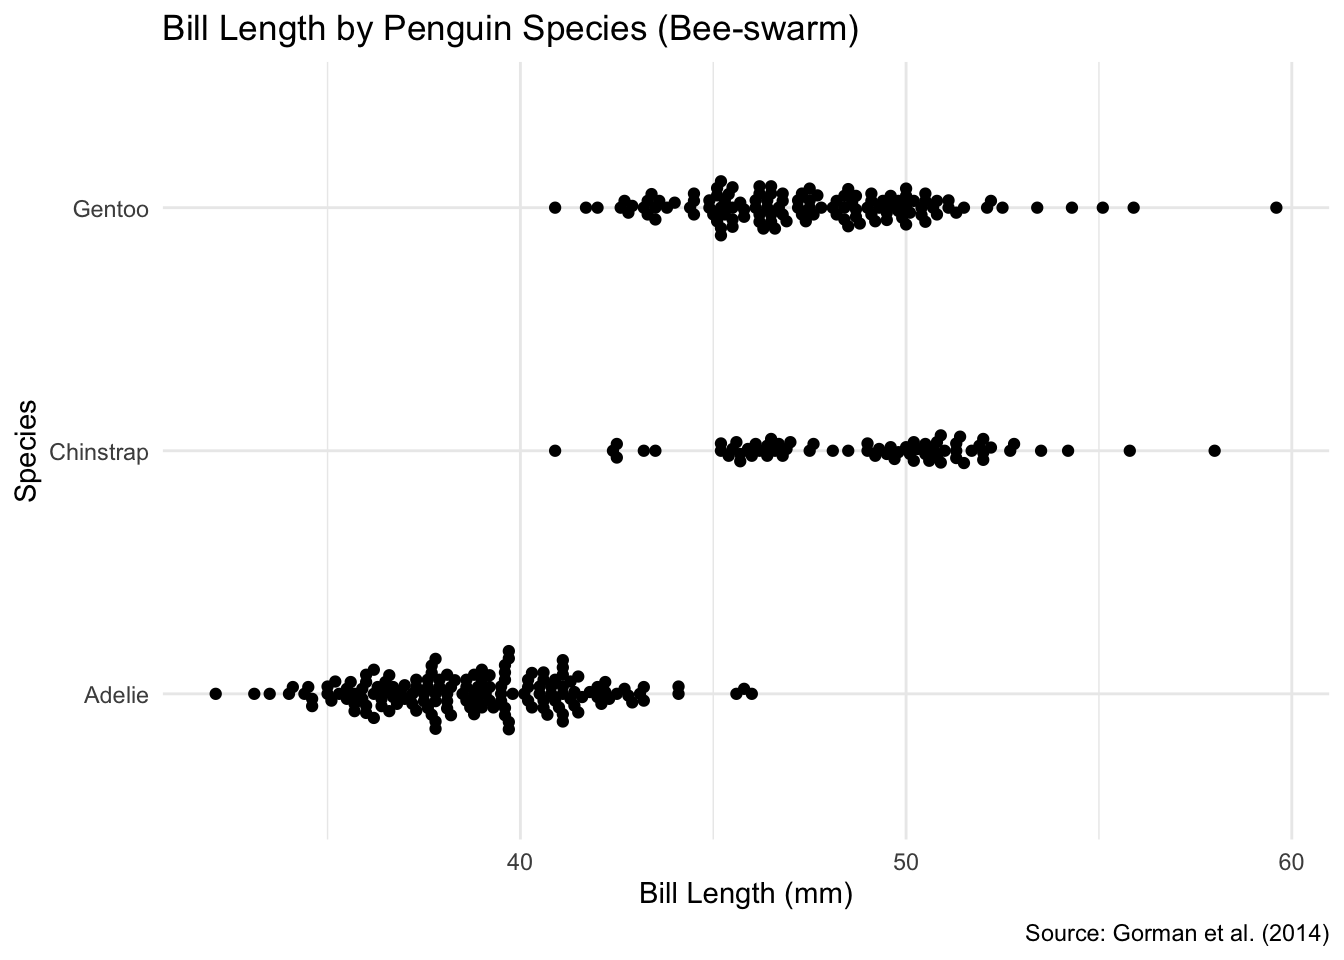 Bill Length by Penguin Species (Bee-swarm)
Species
Gentoo
Chinstrap
Adelie
40 50 60
Bill Length (mm)
Source: Gorman et al. (2014)